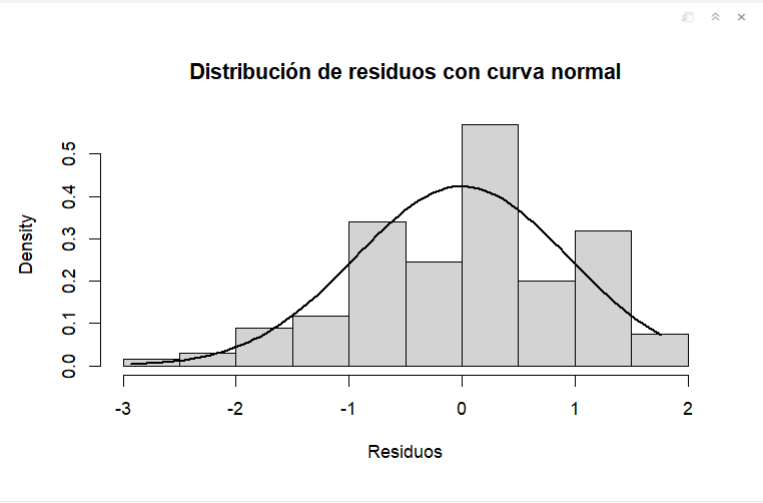 Distribución de residuos con curva normal
Density
0.0 0.1 0.2 0.3 0.4 0.5
-3 -2 -1 0 1 2
Residuos